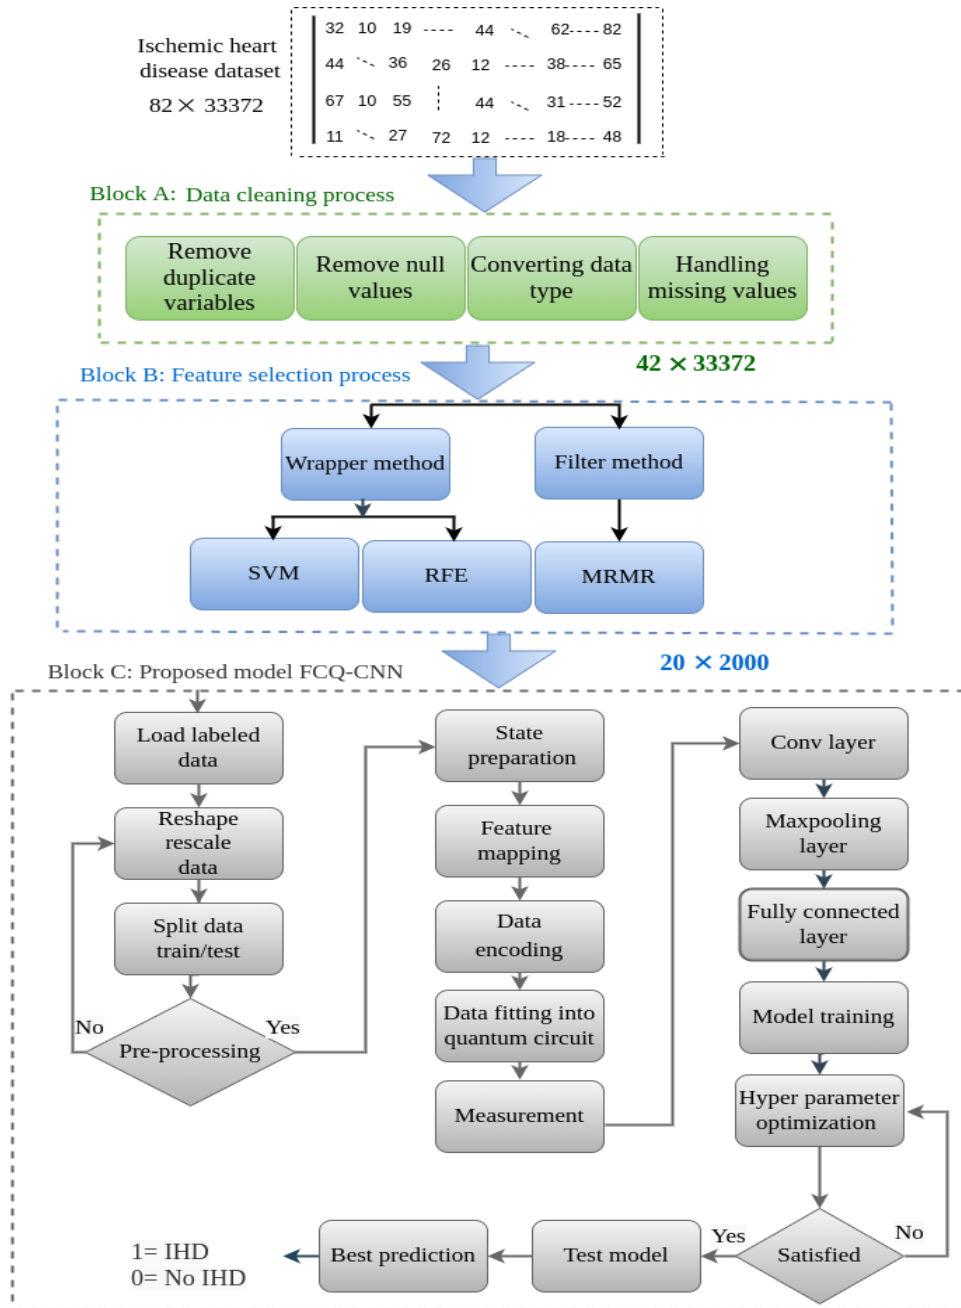 Ischemic heart
disease dataset
82 × 33372
32 10 19 ---- 44 -.. 62---- 82
44 -.. 36 26 12 ---- 38---- 65
67 10 55 44 -.. 31---- 52
11 -.. 27 72 12 ---- 18---- 48
Block A: Data cleaning process
Remove
duplicate
variables
Remove null
values
Converting data
type
Handling
missing values
42 × 33372
Block B: Feature selection process
Wrapper method
Filter method
SVM
RFE
MRMR
20 × 2000
Block C: Proposed model FCQ-CNN
Load labeled
data
Reshape
rescale
data
Split data
train/test
No
Yes
Pre-processing
State
preparation
Feature
mapping
Data
encoding
Data fitting into
quantum circuit
Measurement
Conv layer
Maxpooling
layer
Fully connected
layer
Model training
Hyper parameter
optimization
Satisfied
No
Yes
Test model
Best prediction
1= IHD
0= No IHD